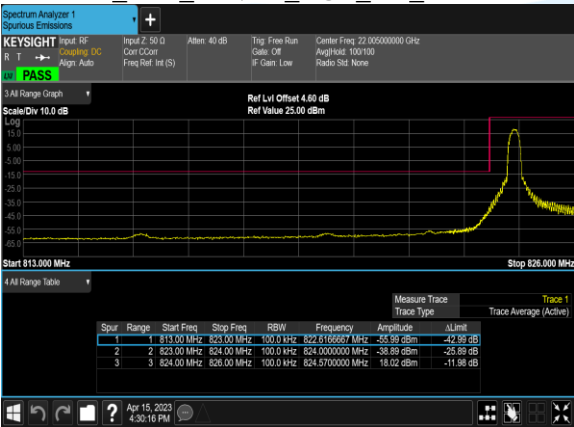 Spectrum Analyzer 1
Spurious Emissions
+
KEYSIGHT Input: RF Input Z: 50 Ω Atten: 40 dB Trig: Free Run Center Freq: 22.005000000 GHz
R T Coupling: DC Corr CCorr Gate: Off Avg|Hold: 100/100
Align: Auto Freq Ref: Int (S) IF Gain: Low Radio Std: None
PASS
3 All Range Graph
Ref Lvl Offset 4.60 dB
Scale/Div 10.0 dB Ref Value 25.00 dBm
Log
15.0
5.00
-5.00
-15.0
-25.0
-35.0
-45.0
-55.0
-65.0
Start 813.000 MHz Stop 826.000 MHz
4 All Range Table
Measure Trace Trace 1
Trace Type Trace Average (Active)
Spur Range Start Freq Stop Freq RBW Frequency Amplitude ΔLimit
1 1 813.00 MHz 823.00 MHz 100.0 kHz 822.6166667 MHz -55.99 dBm -42.99 dB
2 2 823.00 MHz 824.00 MHz 100.0 kHz 824.0000000 MHz -38.89 dBm -25.89 dB
3 3 824.00 MHz 826.00 MHz 100.0 kHz 824.5700000 MHz 18.02 dBm -11.98 dB
? Apr 15, 2023
4:30:16 PM